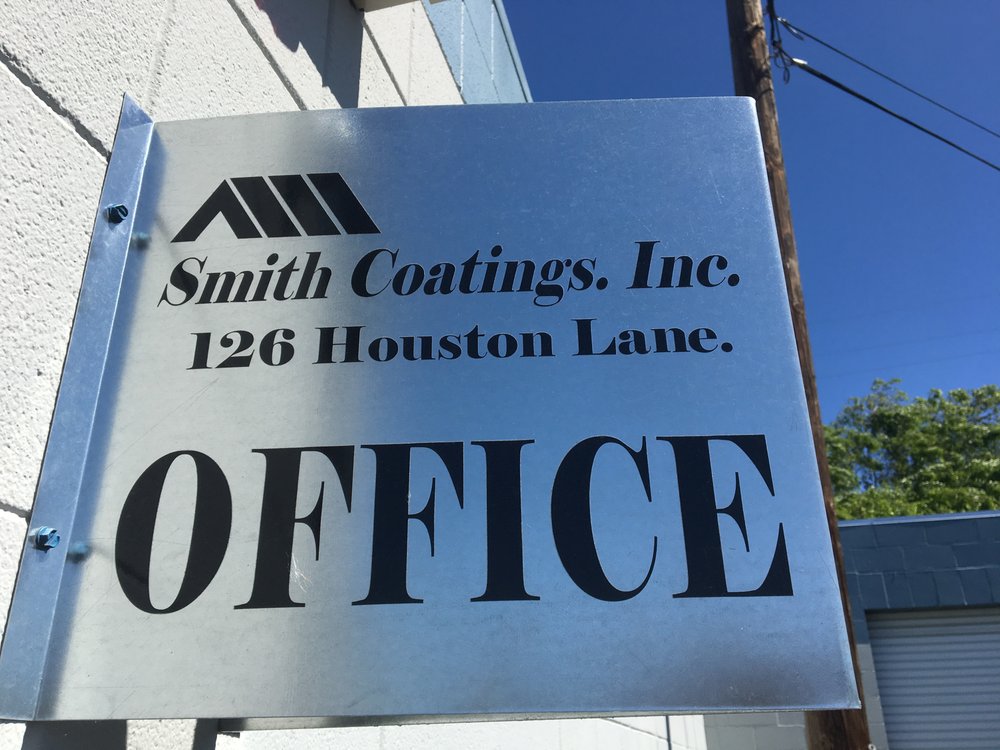 Smith Coatings. Inc.
126 Houston Lane.
OFFICE